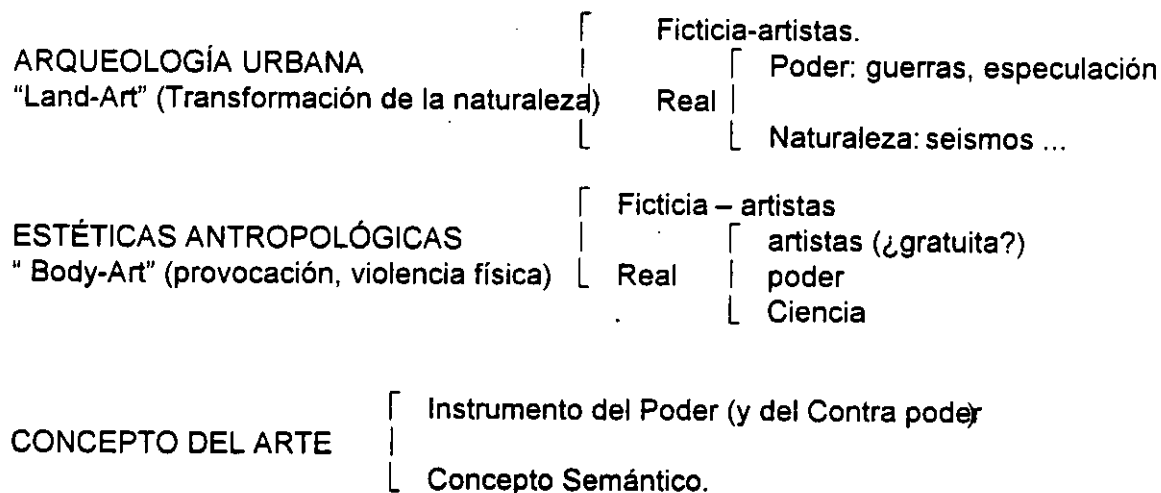 Ficticia-artistas.
ARQUEOLOGÍA URBANA
Poder: guerras, especulación
"Land-Art" (Transformación de la naturaleza)
Real
Naturaleza: seismos ...
Ficticia – artistas
ESTÉTICAS ANTROPOLÓGICAS
artistas (¿gratuita?)
" Body-Art" (provocación, violencia física)
Real
poder
Ciencia
Instrumento del Poder (y del Contra poder)
CONCEPTO DEL ARTE
Concepto Semántico.